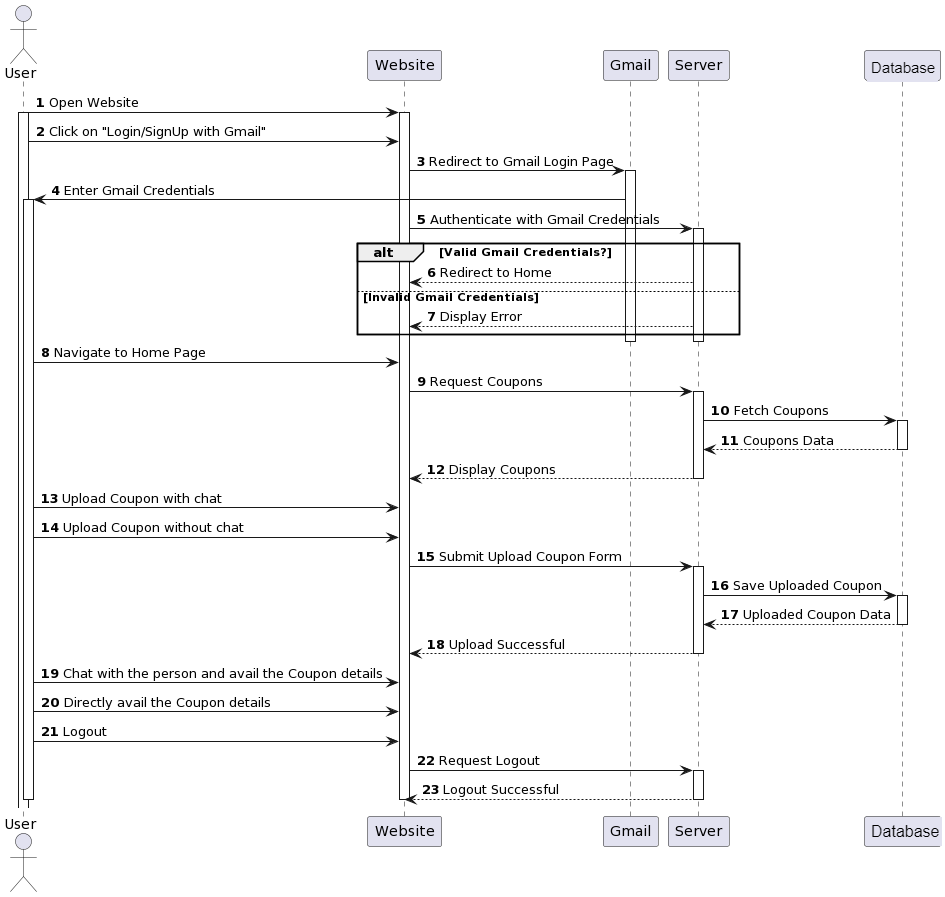 User
Website
Gmail
Server
Database
1 Open Website
2 Click on "Login/SignUp with Gmail"
3 Redirect to Gmail Login Page
4 Enter Gmail Credentials
5 Authenticate with Gmail Credentials
alt [Valid Gmail Credentials?]
6 Redirect to Home
[Invalid Gmail Credentials]
7 Display Error
8 Navigate to Home Page
9 Request Coupons
10 Fetch Coupons
11 Coupons Data
12 Display Coupons
13 Upload Coupon with chat
14 Upload Coupon without chat
15 Submit Upload Coupon Form
16 Save Uploaded Coupon
17 Uploaded Coupon Data
18 Upload Successful
19 Chat with the person and avail the Coupon details
20 Directly avail the Coupon details
21 Logout
22 Request Logout
23 Logout Successful
User
Website
Gmail
Server
Database